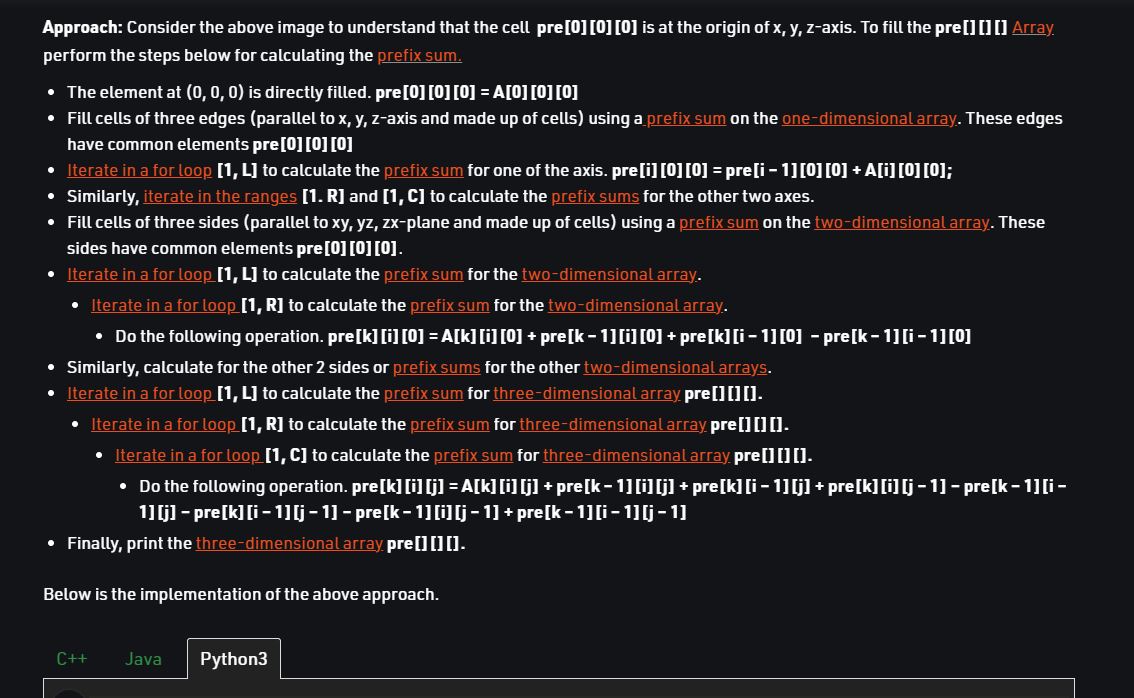 Approach: Consider the above image to understand that the cell pre[0][0][0] is at the origin of x, y, z-axis. To fill the pre[][][] Array
perform the steps below for calculating the prefix sum.
• The element at (0, 0, 0) is directly filled. pre[0][0][0] = A[0][0][0]
• Fill cells of three edges (parallel to x, y, z-axis and made up of cells) using a prefix sum on the one-dimensional array. These edges
have common elements pre[0][0][0]
• Iterate in a for loop [1, L] to calculate the prefix sum for one of the axis. pre[i][0][0] = pre[i − 1][0][0] + A[i][0][0];
• Similarly, iterate in the ranges [1. R] and [1, C] to calculate the prefix sums for the other two axes.
• Fill cells of three sides (parallel to xy, yz, zx-plane and made up of cells) using a prefix sum on the two-dimensional array. These
sides have common elements pre[0][0][0].
• Iterate in a for loop [1, L] to calculate the prefix sum for the two-dimensional array.
• Iterate in a for loop [1, R] to calculate the prefix sum for the two-dimensional array.
• Do the following operation. pre[k][i][0] = A[k][i][0] + pre[k − 1][i][0] + pre[k][i − 1][0] − pre[k − 1][i − 1][0]
• Similarly, calculate for the other 2 sides or prefix sums for the other two-dimensional arrays.
• Iterate in a for loop [1, L] to calculate the prefix sum for three-dimensional array pre[][][].
• Iterate in a for loop [1, R] to calculate the prefix sum for three-dimensional array pre[][][].
• Iterate in a for loop [1, C] to calculate the prefix sum for three-dimensional array pre[][][].
• Do the following operation. pre[k][i][j] = A[k][i][j] + pre[k − 1][i][j] + pre[k][i − 1][j] + pre[k][i][j − 1] − pre[k − 1][i −
1][j] − pre[k][i − 1][j − 1] − pre[k − 1][i][j − 1] + pre[k − 1][i − 1][j − 1]
• Finally, print the three-dimensional array pre[][][].
Below is the implementation of the above approach.
C++ Java Python3